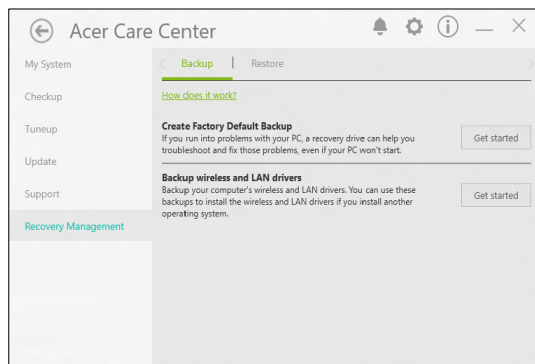 Acer Care Center
My System
Checkup
Tuneup
Update
Support
Recovery Management
Backup
Restore
How does it work?
Create Factory Default Backup
If you run into problems with your PC, a recovery drive can help you
troubleshoot and fix those problems, even if your PC won't start.
Get started
Backup wireless and LAN drivers
Backup your computer's wireless and LAN drivers. You can use these
backups to install the wireless and LAN drivers if you install another
operating system.
Get started